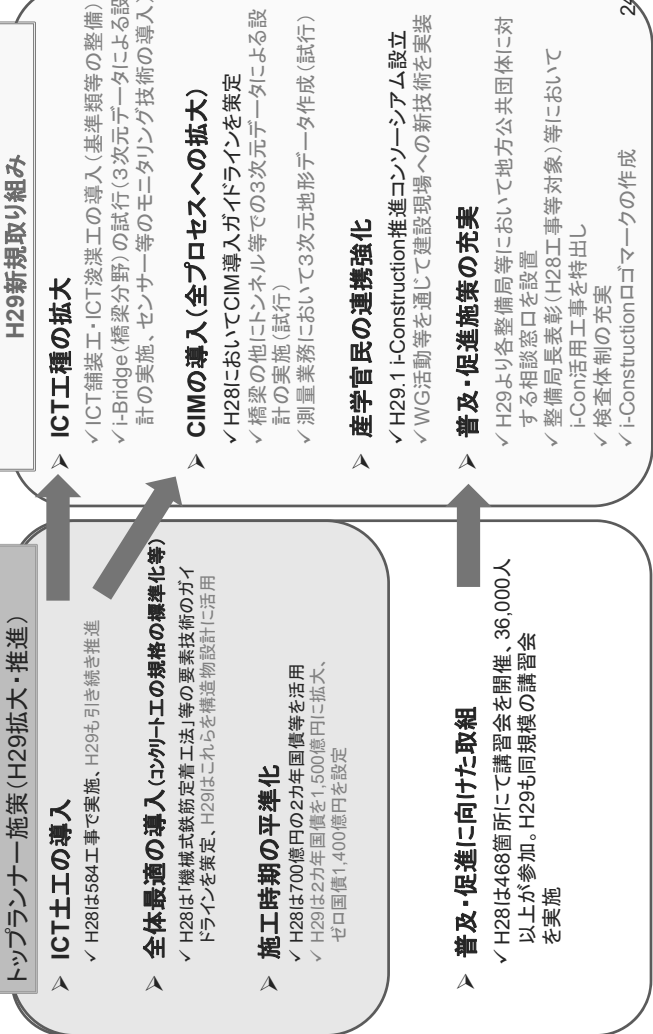 トップランナー施策(H29拡大・推進)
➢ ICT土工の導入
✓ H28は584工事で実施、H29も引き続き推進
➢ 全体最適の導入(コンクリート工の規格の標準化等)
✓ H28は「機械式鉄筋定着工法」等の要素技術のガイ
ドラインを策定、H29はこれらを構造物設計に活用
➢ 施工時期の平準化
✓ H28は700億円の2カ年国債等を活用
✓ H29は2カ年国債を1,500億円に拡大、
ゼロ国債1,400億円を設定
➢ 普及・促進に向けた取組
✓ H28は468箇所にて講習会を開催、36,000人
以上が参加。H29も同規模の講習会
を実施
H29新規取り組み
➢ ICT工種の拡大
✓ICT舗装工・ICT浚渫工の導入(基準類等の整備)
✓i-Bridge(橋梁分野)の試行(3次元データによる設
計の実施、センサー等のモニタリング技術の導入)
➢ CIMの導入(全プロセスへの拡大)
✓H28においてCIM導入ガイドラインを策定
✓橋梁の他にトンネル等での3次元データによる設
計の実施(試行)
✓測量業務において3次元地形データ作成(試行)
➢ 産学官民の連携強化
✓H29.1 i-Construction推進コンソーシアム設立
✓WG活動等を通じて建設現場への新技術を実装
➢ 普及・促進施策の充実
✓H29より各整備局等において地方公共団体に対
する相談窓口を設置
✓ 整備局長表彰(H28工事等対象)等において
i-Con活用工事を特出し
✓検査体制の充実
✓i-Constructionロゴマークの作成